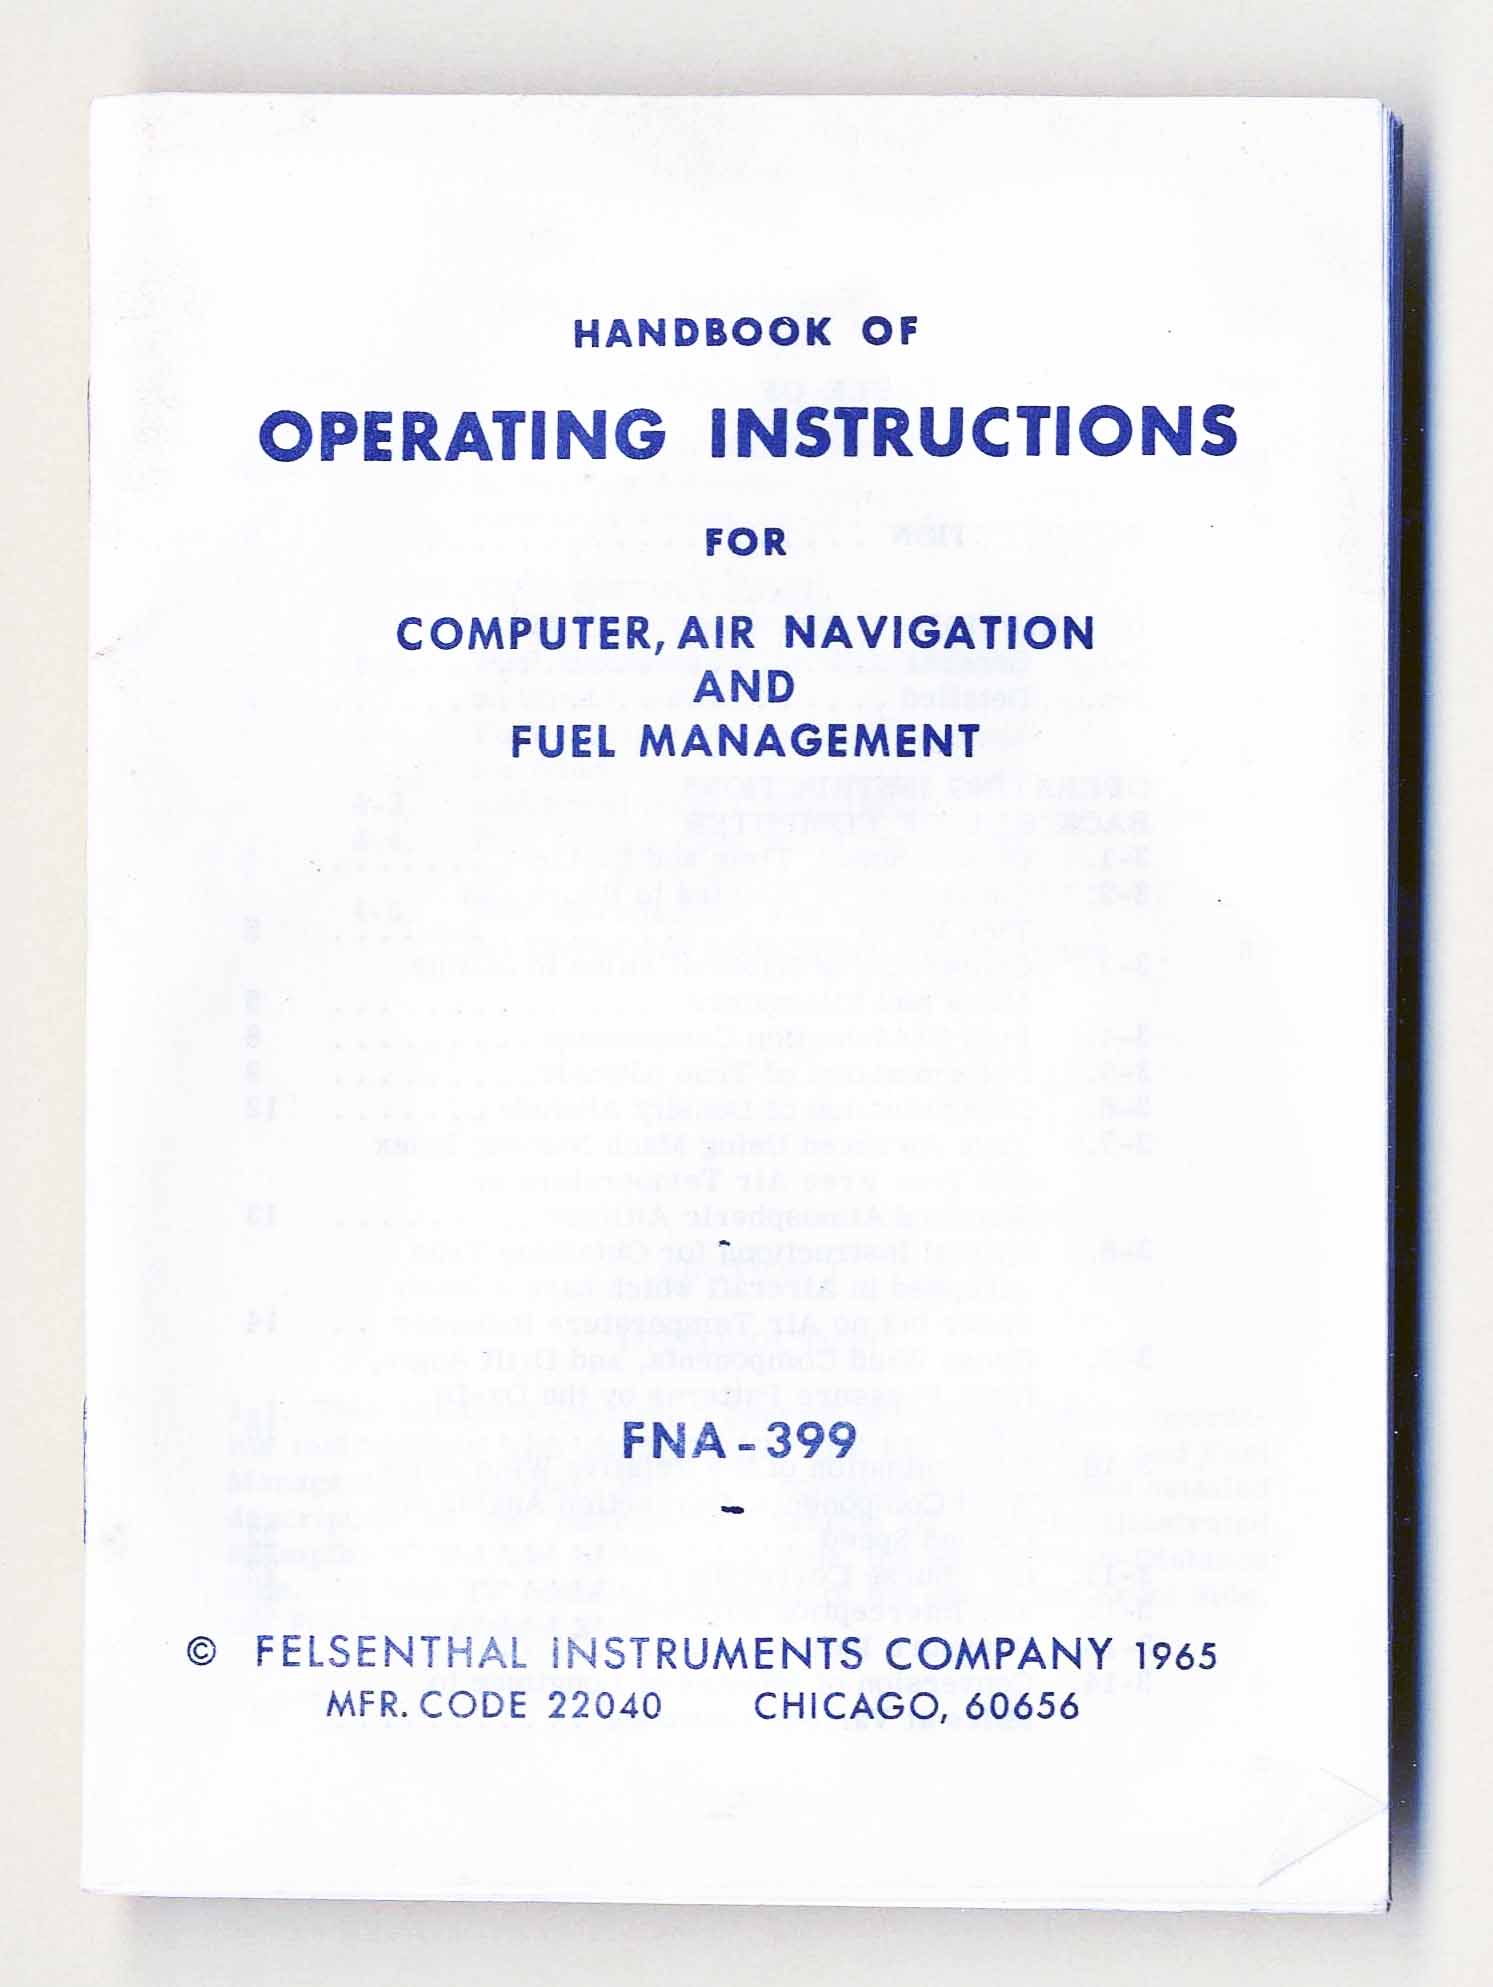 HANDBOOK OF
OPERATING INSTRUCTIONS
FOR
COMPUTER, AIR NAVIGATION
AND
FUEL MANAGEMENT
FNA-399
© FELSENTHAL INSTRUMENTS COMPANY 1965
MFR. CODE 22040 CHICAGO, 60656